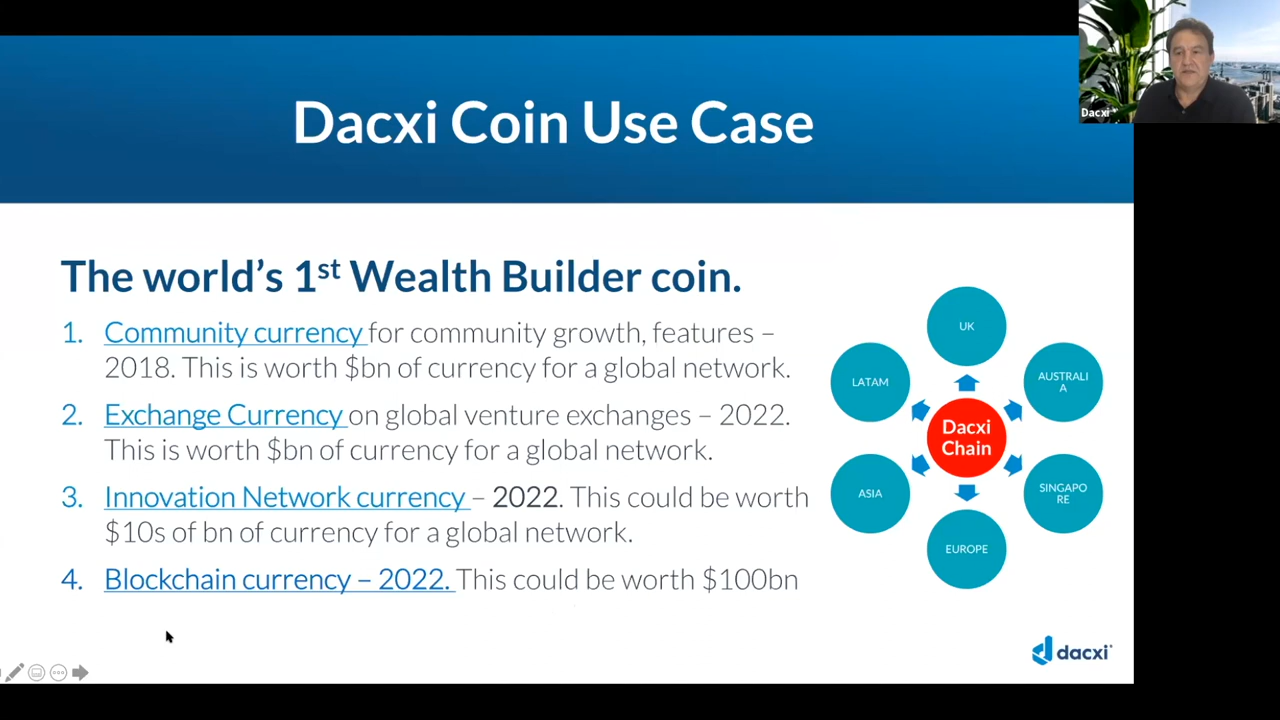 Dacxi Coin Use Case
Dacxi
The world's 1st Wealth Builder coin.
1. Community currency for community growth, features –
2018. This is worth $bn of currency for a global network.
2. Exchange Currency on global venture exchanges – 2022.
This is worth $bn of currency for a global network.
3. Innovation Network currency – 2022. This could be worth
$10s of bn of currency for a global network.
4. Blockchain currency – 2022. This could be worth $100bn
UK
LATAM
AUSTRALI
A
Dacxi
Chain
ASIA
SINGAPO
RE
EUROPE
dacxi